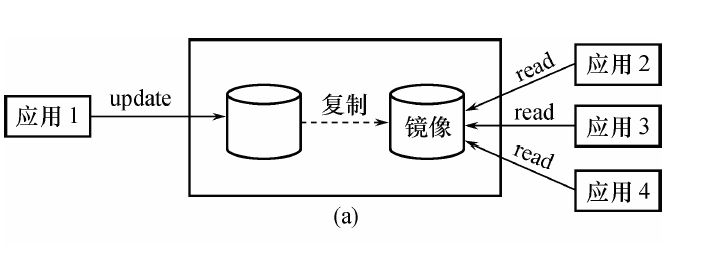 应用1
update
复制
镜像
read
应用2
read
应用3
read
应用4
(a)